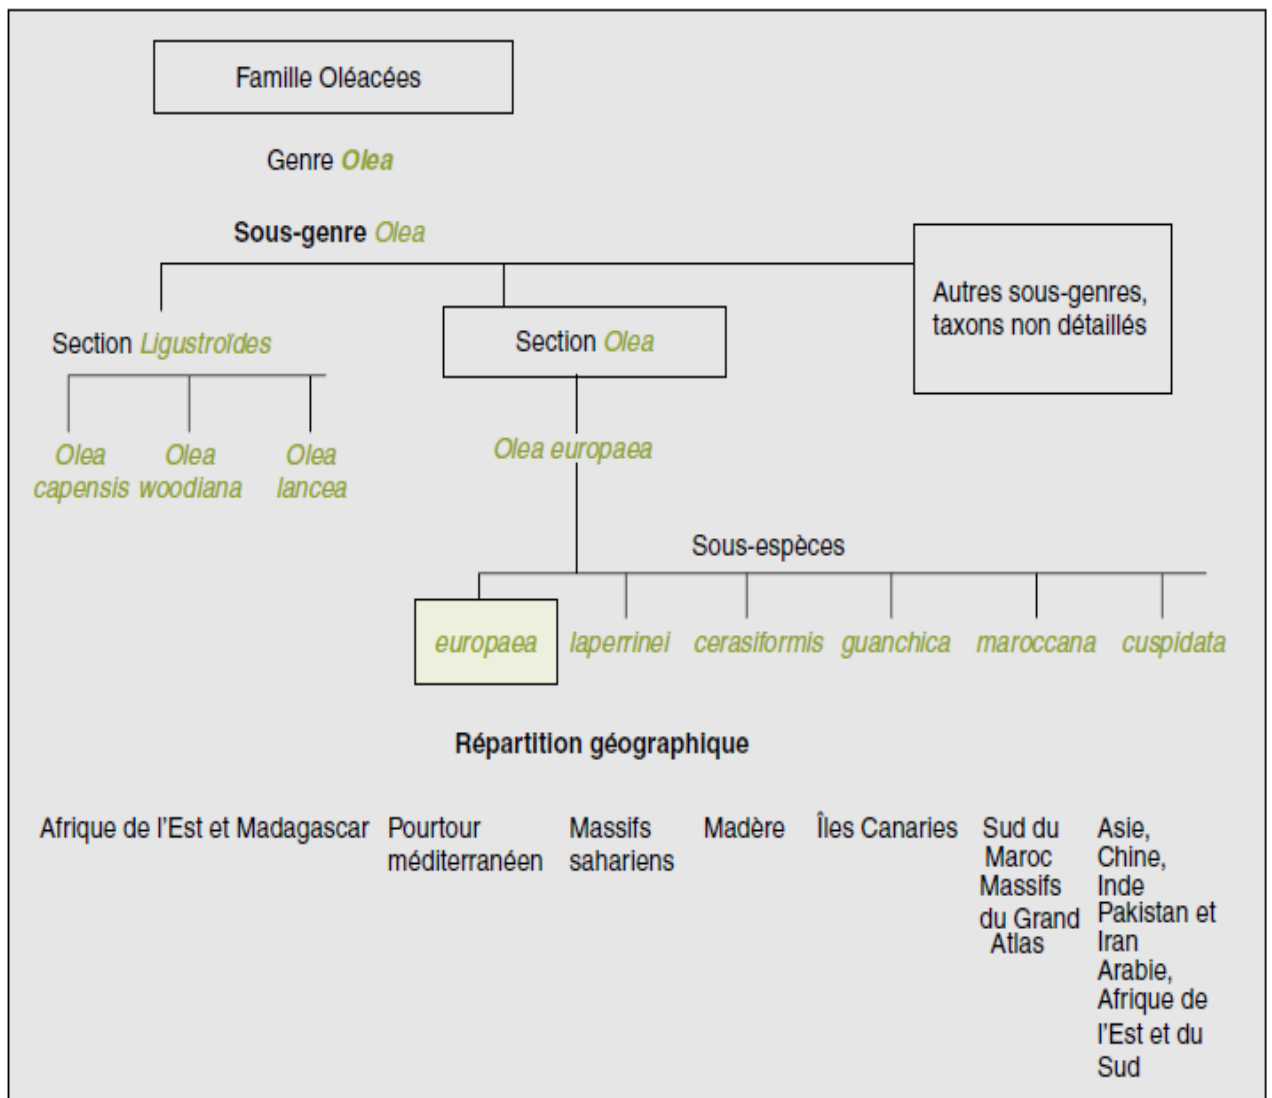 Famille Oléacées
Genre Olea
Sous-genre Olea
Autres sous-genres,
taxons non détaillés
Section Ligustroïdes
Section Olea
Olea
capensis
Olea
woodiana
Olea
lancea
Olea europaea
Sous-espèces
europaea
laperrinei
cerasiformis
guanchica
maroccana
cuspidata
Répartition géographique
Afrique de l'Est et Madagascar
Pourtour
méditerranéen
Massifs
sahariens
Madère
Îles Canaries
Sud du
Maroc
Massifs
du Grand
Atlas
Asie,
Chine,
Inde
Pakistan et
Iran
Arabie,
Afrique de
l'Est et du
Sud